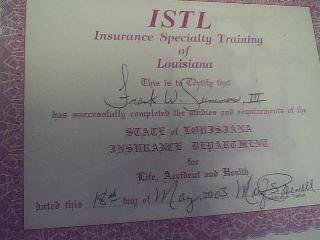 ISTL
Insurance Specialty Training
of
Louisiana
This is to Certify that
Frank W. Summers, III
has successfully completed the studies and requirements of the
STATE of LOUISIANA
INSURANCE DEPARTMENT
for
Life, Accident and Health
dated this 18th day of May, 2003